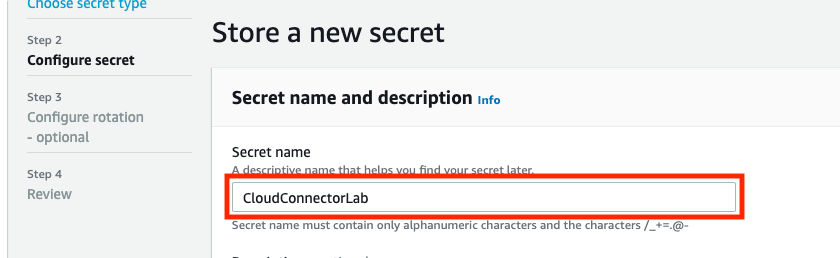 Choose secret type
Step 2
Configure secret
Step 3
Configure rotation
- optional
Step 4
Review
Store a new secret
Secret name and description Info
Secret name
A descriptive name that helps you find your secret later.
CloudConnectorLab
Secret name must contain only alphanumeric characters and the characters /_+=.@-